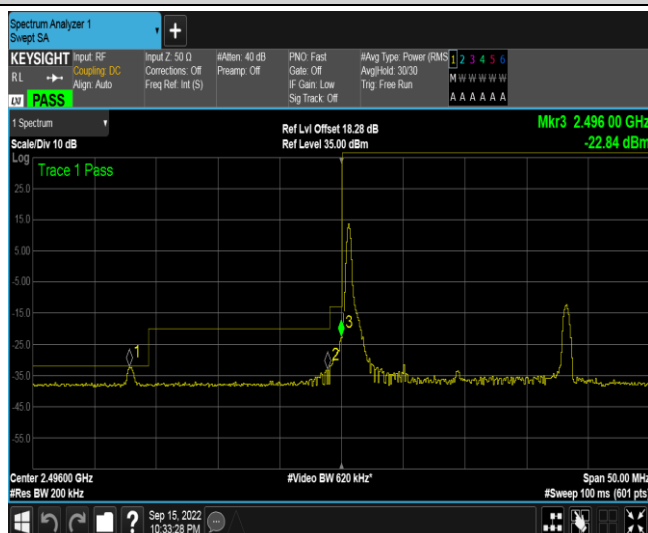 Spectrum Analyzer 1
Swept SA
+
KEYSIGHT
R L
LXI PASS
Input: RF
Coupling: DC
Align: Auto
Input Z: 50 Ω
Corrections: Off
Freq Ref: Int (S)
#Atten: 40 dB
Preamp: Off
PNO: Fast
Gate: Off
IF Gain: Low
Sig Track: Off
#Avg Type: Power (RMS
Avg|Hold: 30/30
Trig: Free Run
1 2 3 4 5 6
M W W W W W
A A A A A A
1 Spectrum
Scale/Div 10 dB
Ref Lvl Offset 18.28 dB
Ref Level 35.00 dBm
Mkr3 2.496 00 GHz
-22.84 dBm
Log
Trace 1 Pass
25.0
15.0
5.00
-5.00
-15.0
-25.0
-35.0
-45.0
-55.0
1
2
3
Center 2.49600 GHz
#Res BW 200 kHz
#Video BW 620 kHz*
Span 50.00 MHz
#Sweep 100 ms (601 pts)
?
Sep 15, 2022
10:33:28 PM